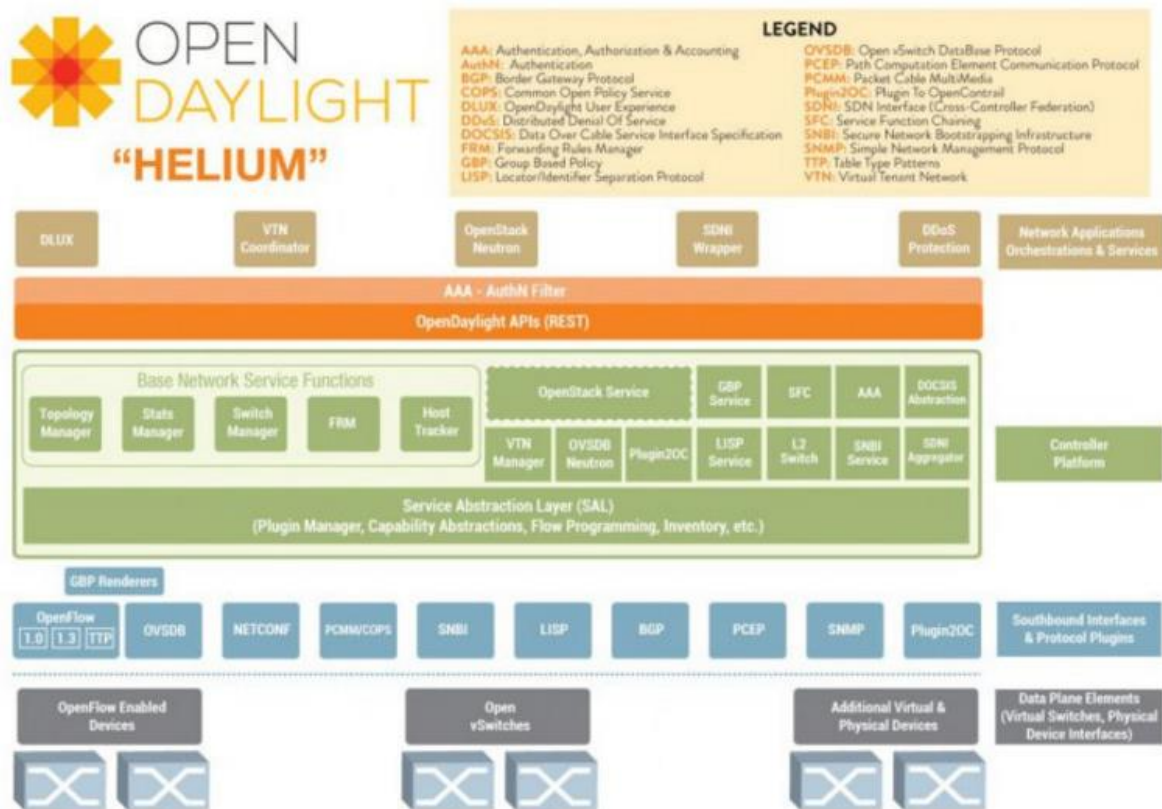 OPEN
DAYLIGHT
"HELIUM"
LEGEND
AAA: Authentication, Authorization & Accounting
AuthN: Authentication
BGP: Border Gateway Protocol
COPS: Common Open Policy Service
DLUX: OpenDaylight User Experience
DDoS: Distributed Denial Of Service
DOCSIS: Data Over Cable Service Interface Specification
FRM: Forwarding Rules Manager
GBP: Group Based Policy
LISP: Locator/Identifier Separation Protocol
OVSDB: Open vSwitch DataBase Protocol
PCEP: Path Computation Element Communication Protocol
PCMM: Packet Cable MultiMedia
Plugin2OC: Plugin To OpenContrail
SDNI: SDN Interface (Cross-Controller Federation)
SFC: Service Function Chaining
SNBI: Secure Network Bootstrapping Infrastructure
SNMP: Simple Network Management Protocol
TTP: Table Type Patterns
VTN: Virtual Tenant Network
DLUX
VTN
Coordinator
OpenStack
Neutron
SDNI
Wrapper
DDoS
Protection
Network Applications
Orchestrations & Services
AAA - AuthN Filter
OpenDaylight APIs (REST)
Base Network Service Functions
Topology
Manager
Stats
Manager
Switch
Manager
FRM
Host
Tracker
OpenStack Service
GBP
Service
SFC
AAA
DOCSIS
Abstraction
VTN
Manager
OVSDB
Neutron
Plugin2OC
LISP
Service
L2
Switch
SNBI
Service
SDNI
Aggregator
Controller
Platform
Service Abstraction Layer (SAL)
(Plugin Manager, Capability Abstractions, Flow Programming, Inventory, etc.)
GBP Renderers
OpenFlow
1.0 1.3 TTP
OVSDB
NETCONF
PCMM/COPS
SNBI
LISP
BGP
PCEP
SNMP
Plugin2OC
Southbound Interfaces
& Protocol Plugins
OpenFlow Enabled
Devices
Open
vSwitches
Additional Virtual &
Physical Devices
Data Plane Elements
(Virtual Switches, Physical
Device Interfaces)